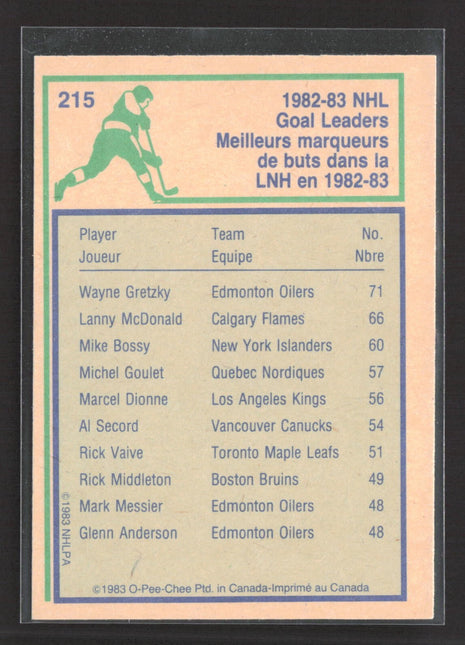 215
1982-83 NHL
Goal Leaders
Meilleurs marqueurs
de buts dans la
LNH en 1982-83
Player Team No.
Joueur Equipe Nbre
Wayne Gretzky Edmonton Oilers 71
Lanny McDonald Calgary Flames 66
Mike Bossy New York Islanders 60
Michel Goulet Quebec Nordiques 57
Marcel Dionne Los Angeles Kings 56
Al Secord Vancouver Canucks 54
Rick Vaive Toronto Maple Leafs 51
Rick Middleton Boston Bruins 49
Mark Messier Edmonton Oilers 48
Glenn Anderson Edmonton Oilers 48
©1983 NHLPA
©1983 O-Pee-Chee Ptd. in Canada-Imprimé au Canada